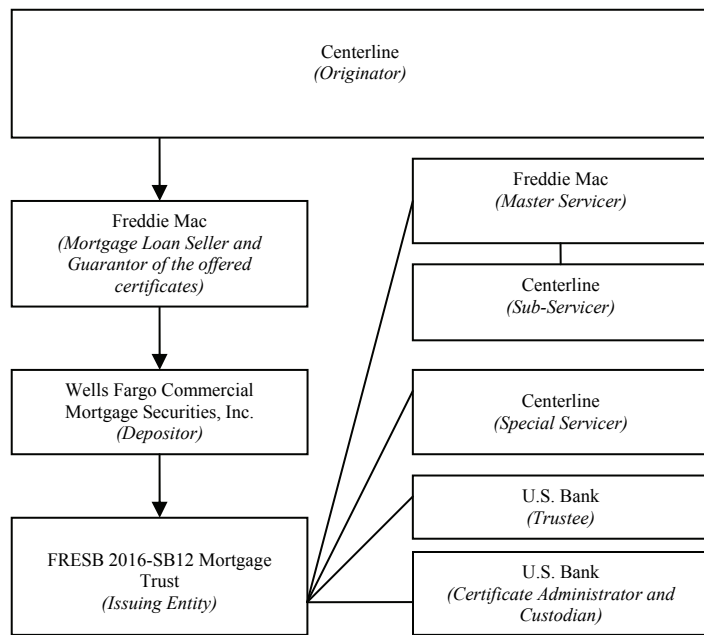 Centerline
(Originator)
Freddie Mac
(Mortgage Loan Seller and
Guarantor of the offered
certificates)
Wells Fargo Commercial
Mortgage Securities, Inc.
(Depositor)
FRESB 2016-SB12 Mortgage
Trust
(Issuing Entity)
Freddie Mac
(Master Servicer)
Centerline
(Sub-Servicer)
Centerline
(Special Servicer)
U.S. Bank
(Trustee)
U.S. Bank
(Certificate Administrator and
Custodian)